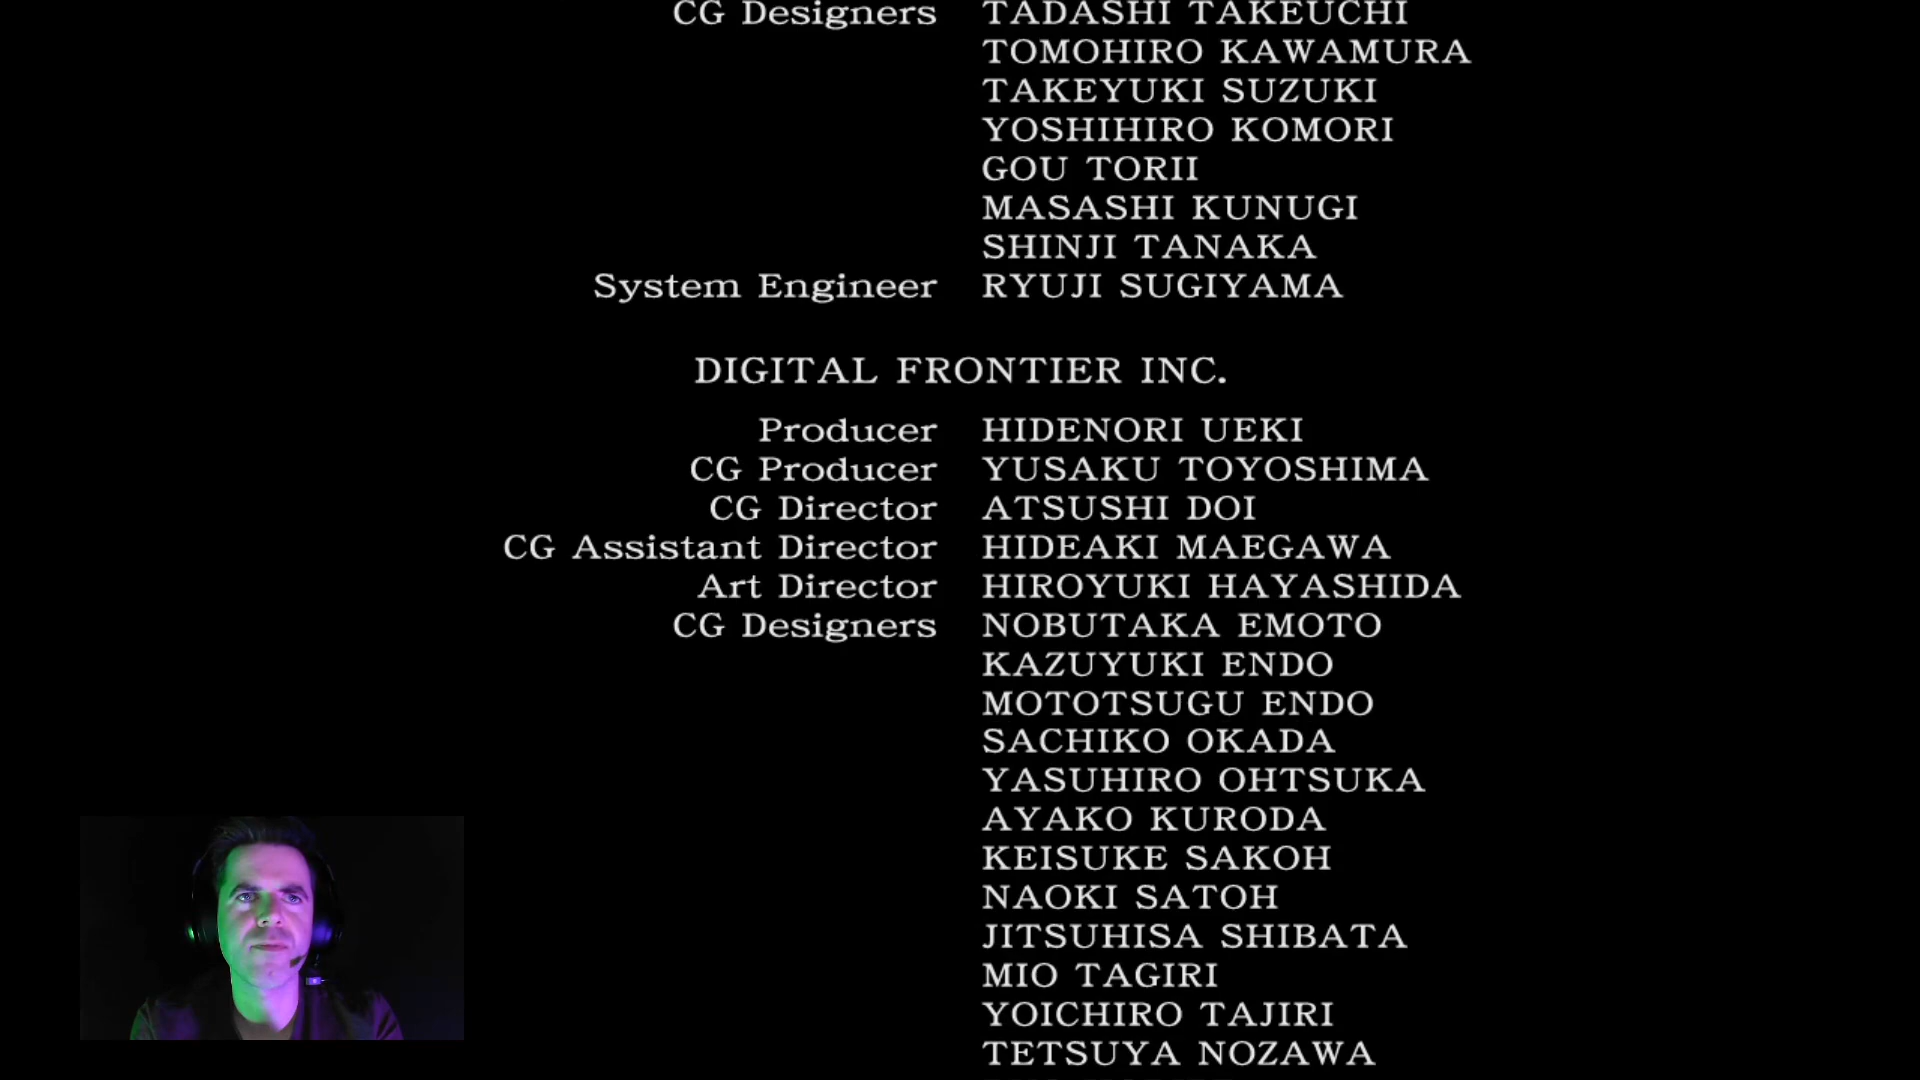 CG Designers TADASHI TAKEUCHI
TOMOHIRO KAWAMURA
TAKEYUKI SUZUKI
YOSHIHIRO KOMORI
GOU TORII
MASASHI KUNUGI
SHINJI TANAKA
System Engineer RYUJI SUGIYAMA
DIGITAL FRONTIER INC.
Producer HIDENORI UEKI
CG Producer YUSAKU TOYOSHIMA
CG Director ATSUSHI DOI
CG Assistant Director HIDEAKI MAEGAWA
Art Director HIROYUKI HAYASHIDA
CG Designers NOBUTAKA EMOTO
KAZUYUKI ENDO
MOTOTSUGU ENDO
SACHIKO OKADA
YASUHIRO OHTSUKA
AYAKO KURODA
KEISUKE SAKOH
NAOKI SATOH
JITSUHISA SHIBATA
MIO TAGIRI
YOICHIRO TAJIRI
TETSUYA NOZAWA